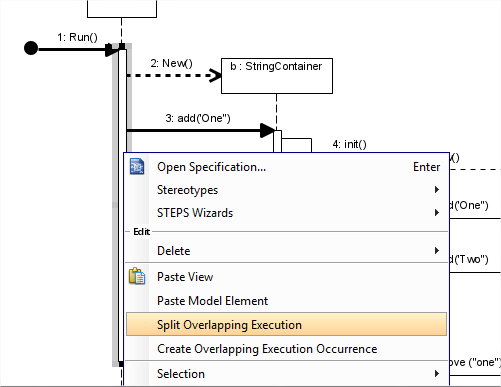 1: Run()
2: New()
b : StringContainer
3: add('One")
4: init()
Open Specification... Enter
Stereotypes
STEPS Wizards
d('One")
Edit
Delete
d("Two")
Paste View
Paste Model Element
Split Overlapping Execution
Create Overlapping Execution Occurrence
ove ("one")
Selection